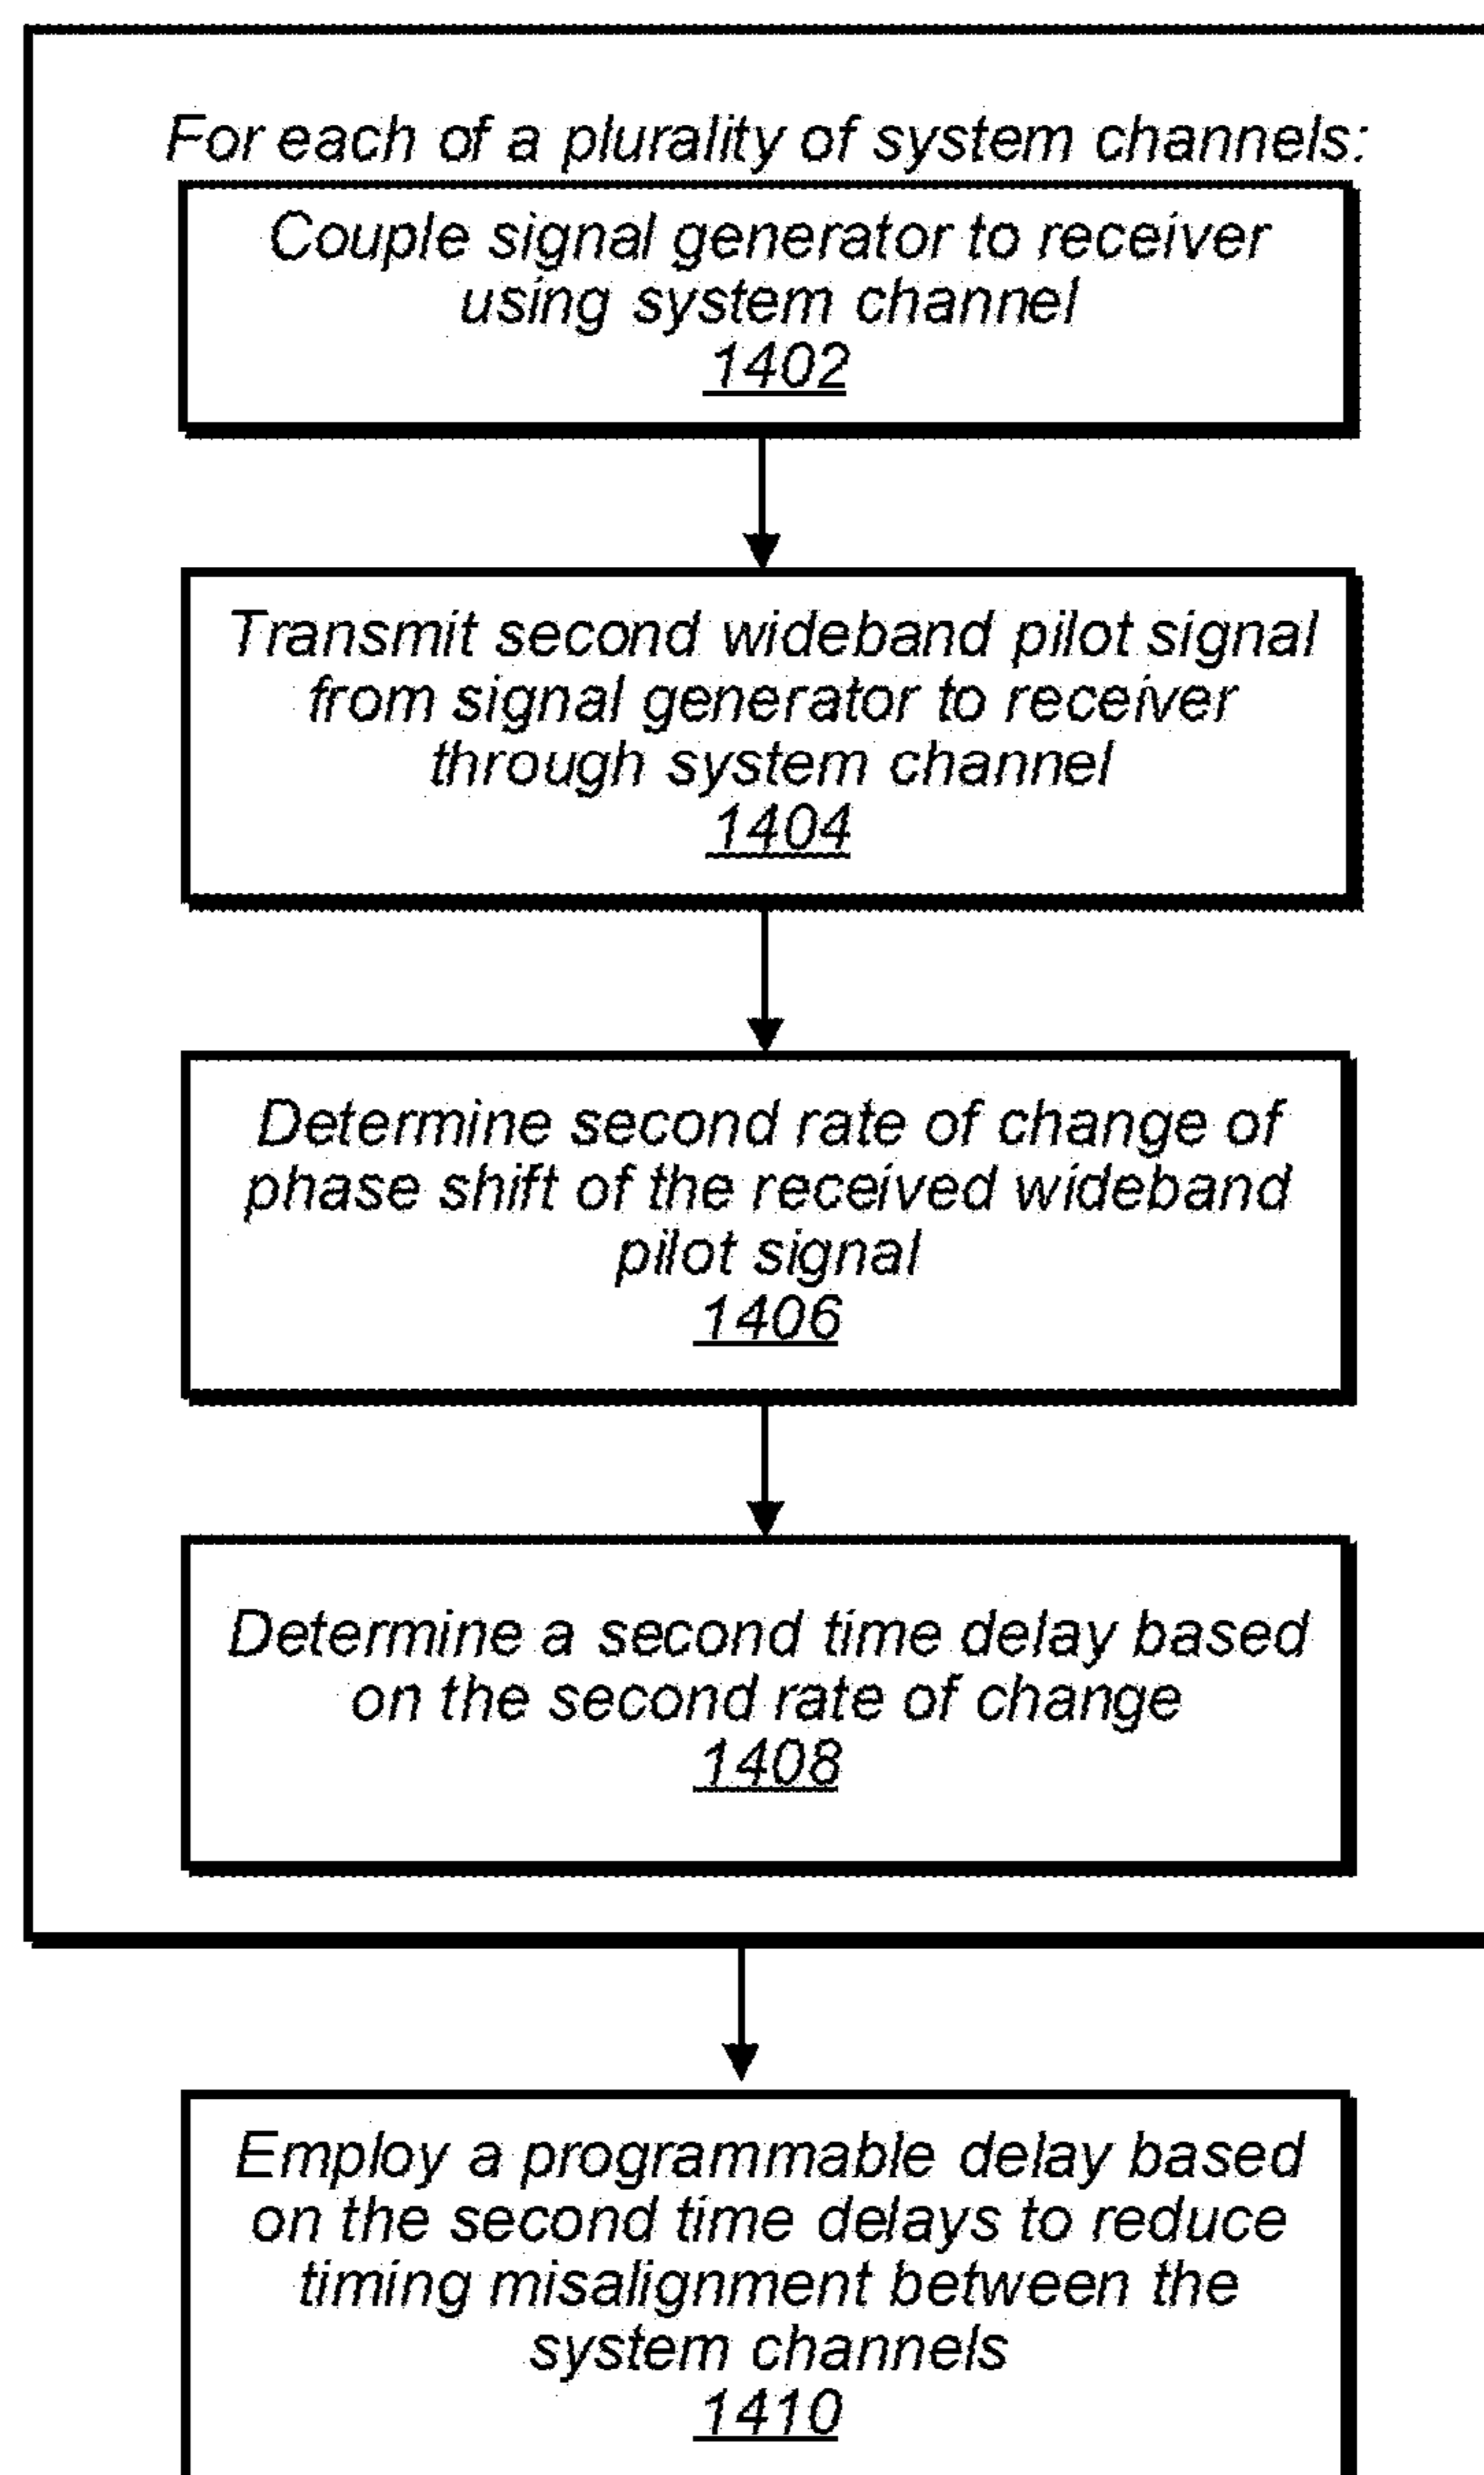 For each of a plurality of system channels:
Couple signal generator to receiver
using system channel
1402
Transmit second wideband pilot signal
from signal generator to receiver
through system channel
1404
Determine second rate of change of
phase shift of the received wideband
pilot signal
1406
Determine a second time delay based
on the second rate of change
1408
Employ a programmable delay based
on the second time delays to reduce
timing misalignment between the
system channels
1410